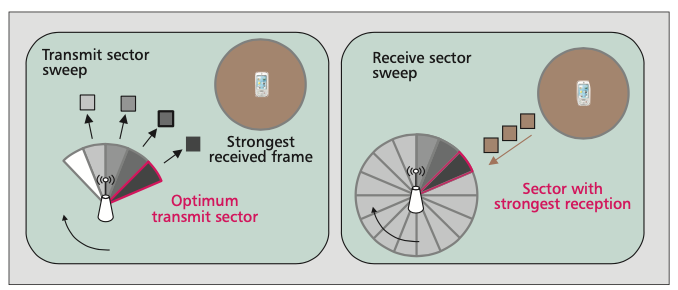 Transmit sector
sweep
Strongest
received frame
Optimum
transmit sector
Receive sector
sweep
Sector with
strongest reception